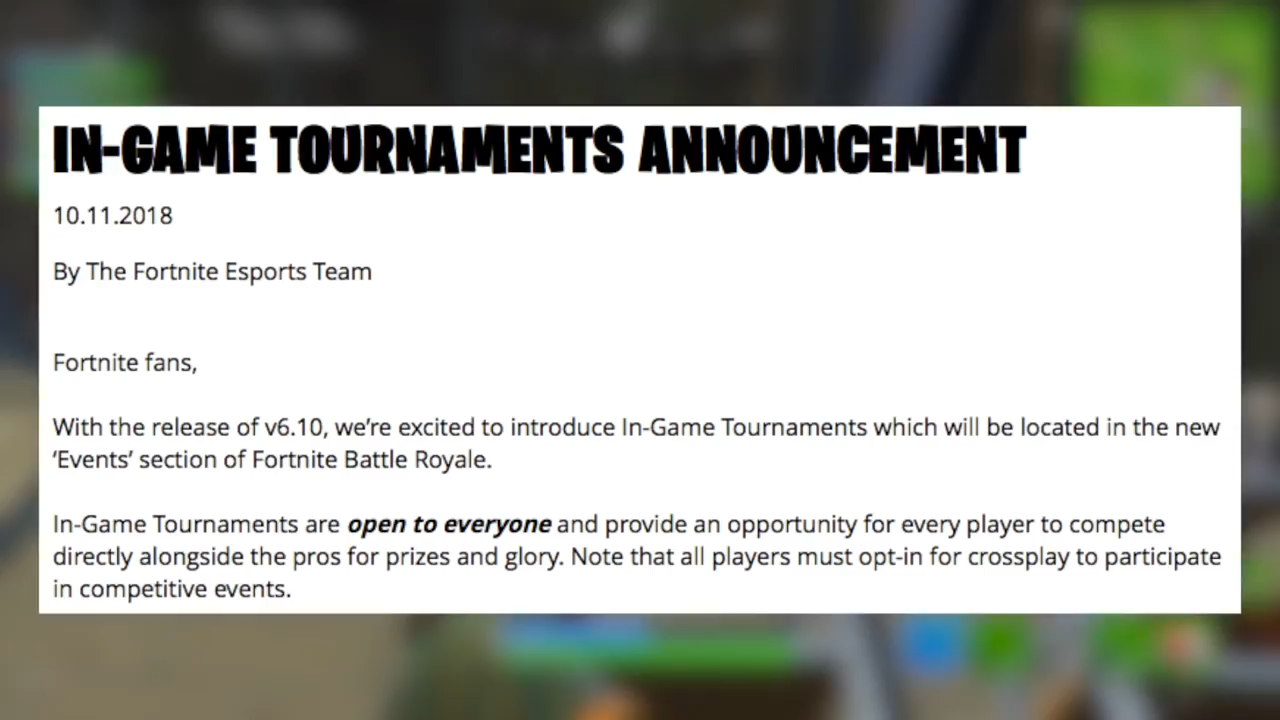 IN-GAME TOURNAMENTS ANNOUNCEMENT
10.11.2018
By The Fortnite Esports Team
Fortnite fans,
With the release of v6.10, we’re excited to introduce In-Game Tournaments which will be located in the new
‘Events’ section of Fortnite Battle Royale.
In-Game Tournaments are open to everyone and provide an opportunity for every player to compete
directly alongside the pros for prizes and glory. Note that all players must opt-in for crossplay to participate
in competitive events.